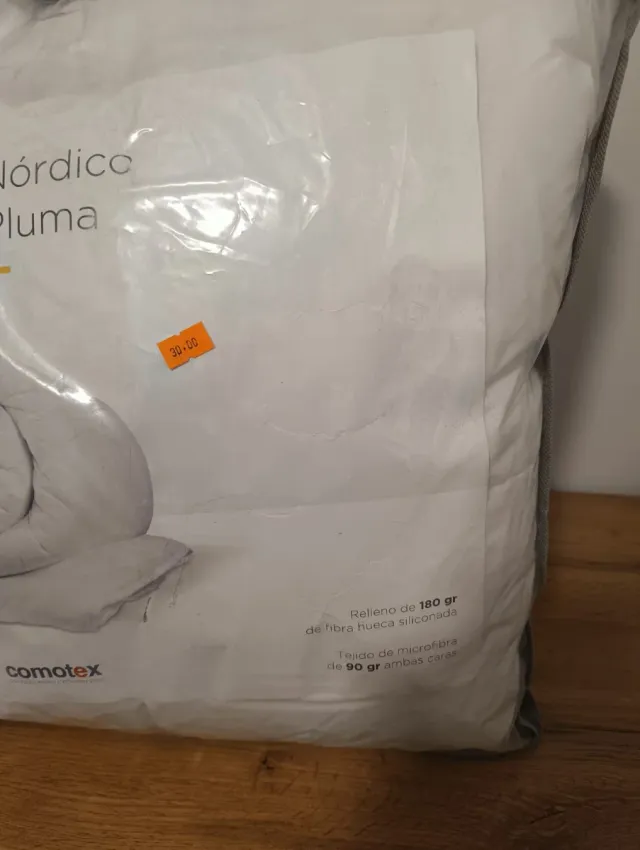 Nórdico
Pluma
30,00
Relleno de 180 gr
de fibra hueca siliconada
Tejido de microfibra
de 90 gr ambas caras
comotex